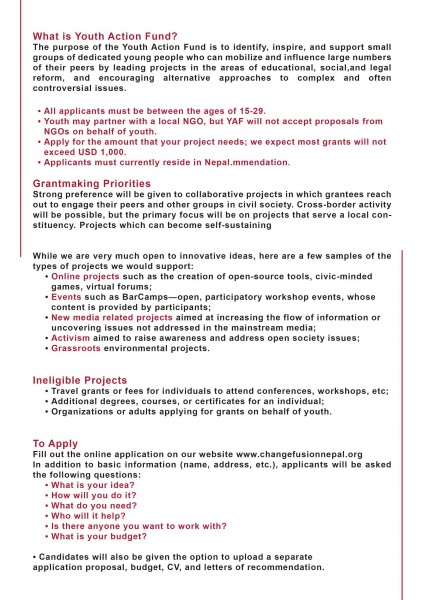 What is Youth Action Fund?
The purpose of the Youth Action Fund is to identify, inspire, and support small
groups of dedicated young people who can mobilize and influence large numbers
of their peers by leading projects in the areas of educational, social,and legal
reform, and encouraging alternative approaches to complex and often
controversial issues.
• All applicants must be between the ages of 15-29.
• Youth may partner with a local NGO, but YAF will not accept proposals from
NGOs on behalf of youth.
• Apply for the amount that your project needs; we expect most grants will not
exceed USD 1,000.
• Applicants must currently reside in Nepal.mmendation.
Grantmaking Priorities
Strong preference will be given to collaborative projects in which grantees reach
out to engage their peers and other groups in civil society. Cross-border activity
will be possible, but the primary focus will be on projects that serve a local con-
stituency. Projects which can become self-sustaining
While we are very much open to innovative ideas, here are a few samples of the
types of projects we would support:
• Online projects such as the creation of open-source tools, civic-minded
games, virtual forums;
• Events such as BarCamps—open, participatory workshop events, whose
content is provided by participants;
• New media related projects aimed at increasing the flow of information or
uncovering issues not addressed in the mainstream media;
• Activism aimed to raise awareness and address open society issues;
• Grassroots environmental projects.
Ineligible Projects
• Travel grants or fees for individuals to attend conferences, workshops, etc;
• Additional degrees, courses, or certificates for an individual;
• Organizations or adults applying for grants on behalf of youth.
To Apply
Fill out the online application on our website www.changefusionnepal.org
In addition to basic information (name, address, etc.), applicants will be asked
the following questions:
• What is your idea?
• How will you do it?
• What do you need?
• Who will it help?
• Is there anyone you want to work with?
• What is your budget?
• Candidates will also be given the option to upload a separate
application proposal, budget, CV, and letters of recommendation.